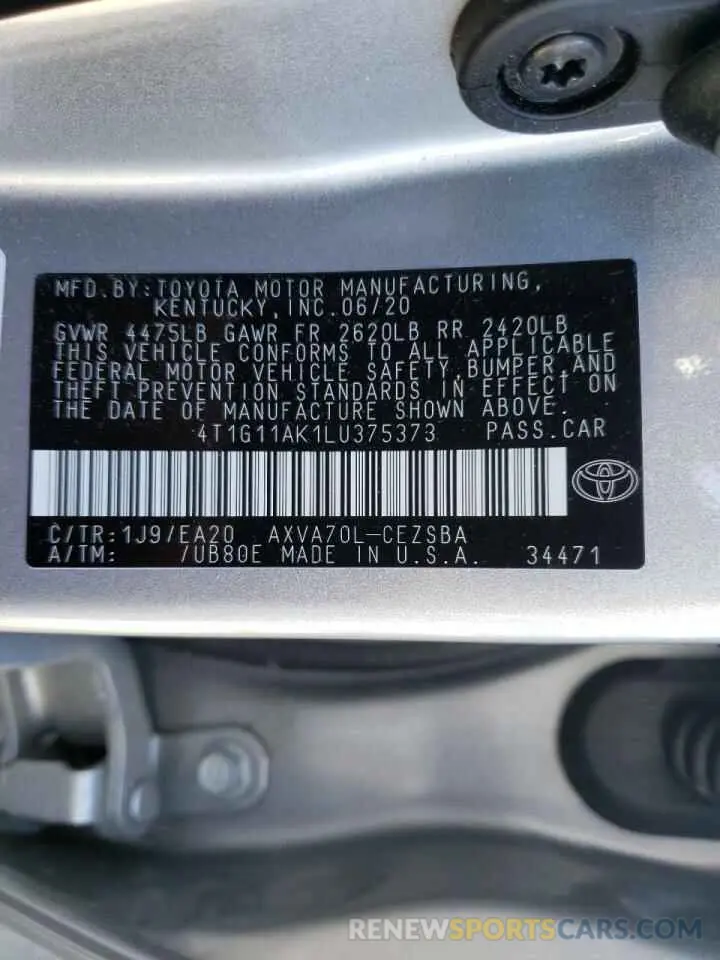 MFD. BY: TOYOTA MOTOR MANUFACTURING,
KENTUCKY, INC. 06/20
GVWR 4475LB GAWR FR 2620LB RR 2420LB
THIS VEHICLE CONFORMS TO ALL APPLICABLE
FEDERAL MOTOR VEHICLE SAFETY, BUMPER, AND
THEFT PREVENTION STANDARDS IN EFFECT ON
THE DATE OF MANUFACTURE SHOWN ABOVE.
4T1G11AK1LU375373 PASS. CAR
C/TR: 1J9/EA20 AXVA70L-CEZSBA
A/TM: /UB80E MADE IN U.S.A. 34471
RENEWSPORTSCARS.COM